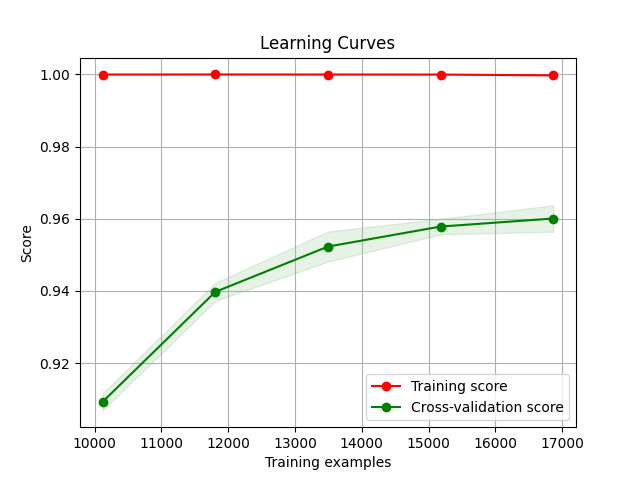 Learning Curves
1.00
0.98
0.96
0.94
0.92
Score
Training score
Cross-validation score
10000 11000 12000 13000 14000 15000 16000 17000
Training examples